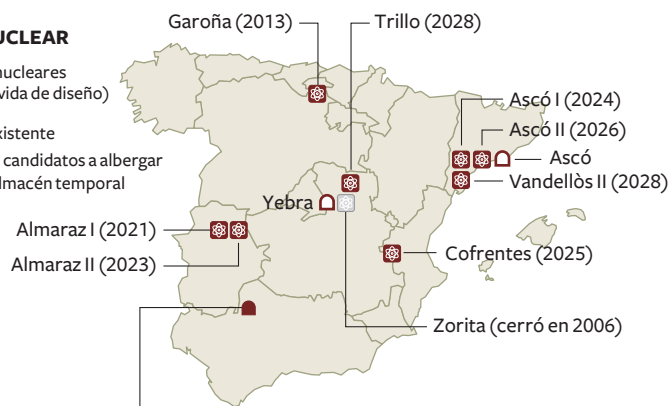 UCLEAR
nucleares
vida de diseño)
xistente
candidatos a albergar
lmacén temporal
Garoña (2013)
Trillo (2028)
Ascó I (2024)
Ascó II (2026)
Ascó
Vandellòs II (2028)
Yebra
Almaraz I (2021)
Almaraz II (2023)
Cofrentes (2025)
Zorita (cerró en 2006)